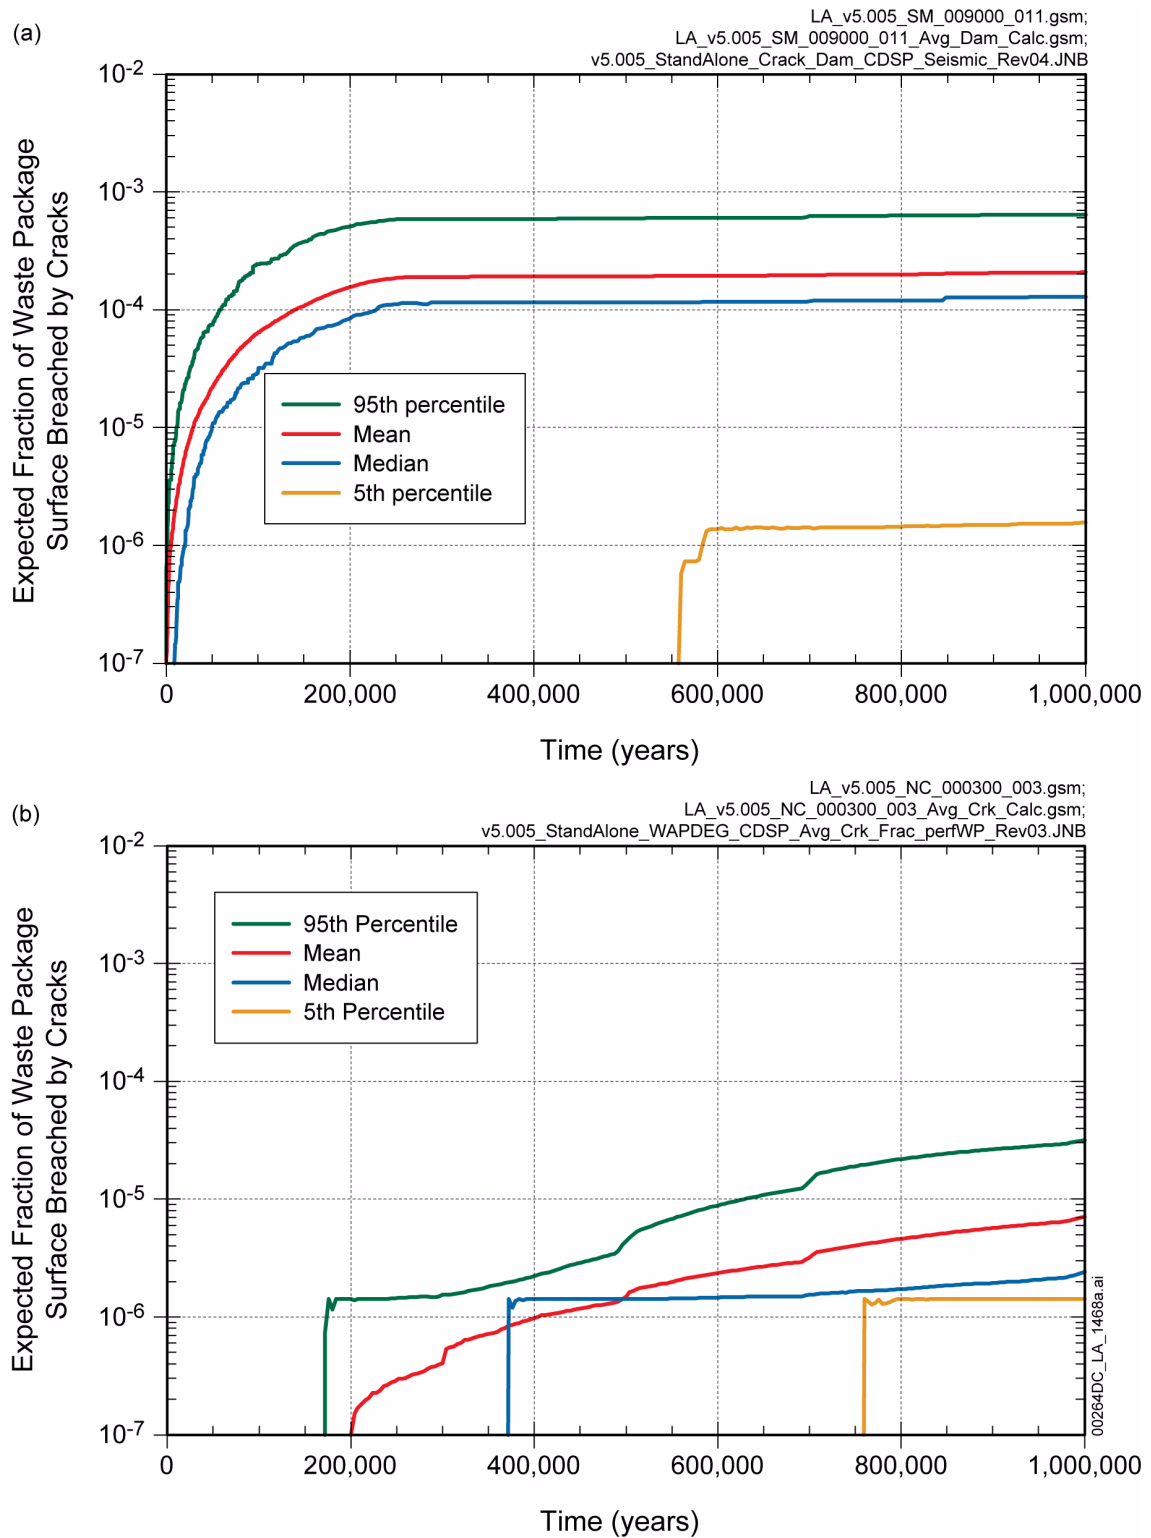 (a)
LA_v5.005_SM_009000_011.gsm;
LA_v5.005_SM_009000_011_Avg_Dam_Calc.gsm;
v5.005_StandAlone_Crack_Dam_CDSP_Seismic_Rev04.JNB
Expected Fraction of Waste Package
Surface Breached by Cracks
10-2
10-3
10-4
10-5
10-6
10-7
95th percentile
Mean
Median
5th percentile
0 200,000 400,000 600,000 800,000 1,000,000
Time (years)
(b)
LA_v5.005_NC_000300_003.gsm;
LA_v5.005_NC_000300_003_Avg_Crk_Calc.gsm;
v5.005_StandAlone_WAPDEG_CDSP_Avg_Crk_Frac_perfWP_Rev03.JNB
Expected Fraction of Waste Package
Surface Breached by Cracks
10-2
10-3
10-4
10-5
10-6
10-7
95th Percentile
Mean
Median
5th Percentile
0 200,000 400,000 600,000 800,000 1,000,000
Time (years)
00264DC_LA_1468a.ai